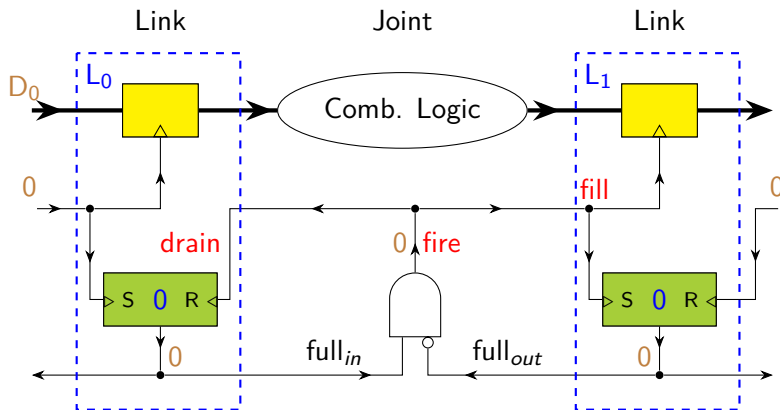 Link Joint Link
L₀ L₁
D₀ Comb. Logic
0 fill 0
drain 0 fire
S 0 R S 0 R
0 full_in full_out 0